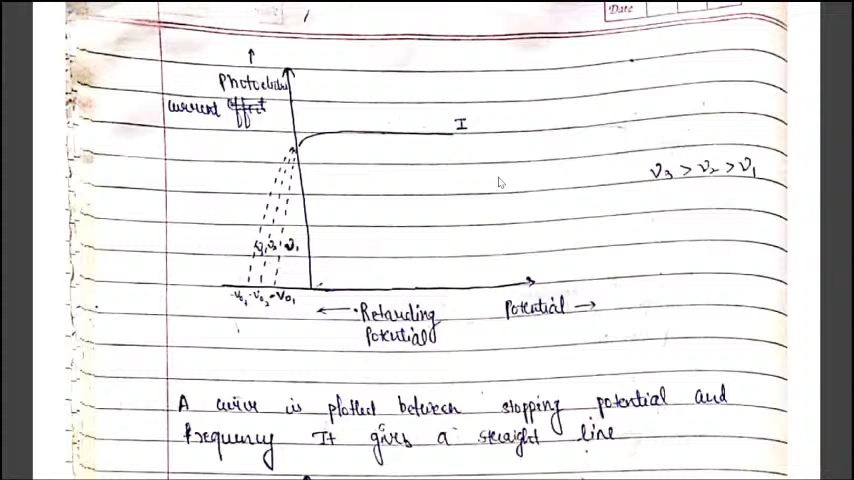 Date
↑
Photoelectric
current
I
ν₃ > ν₂ > ν₁
ν₃ ν₂ ν₁
-V₀₃ -V₀₂ -V₀₁
← Retarding
Potential
Potential →
A curve is plotted between stopping potential and
frequency It gives a straight line